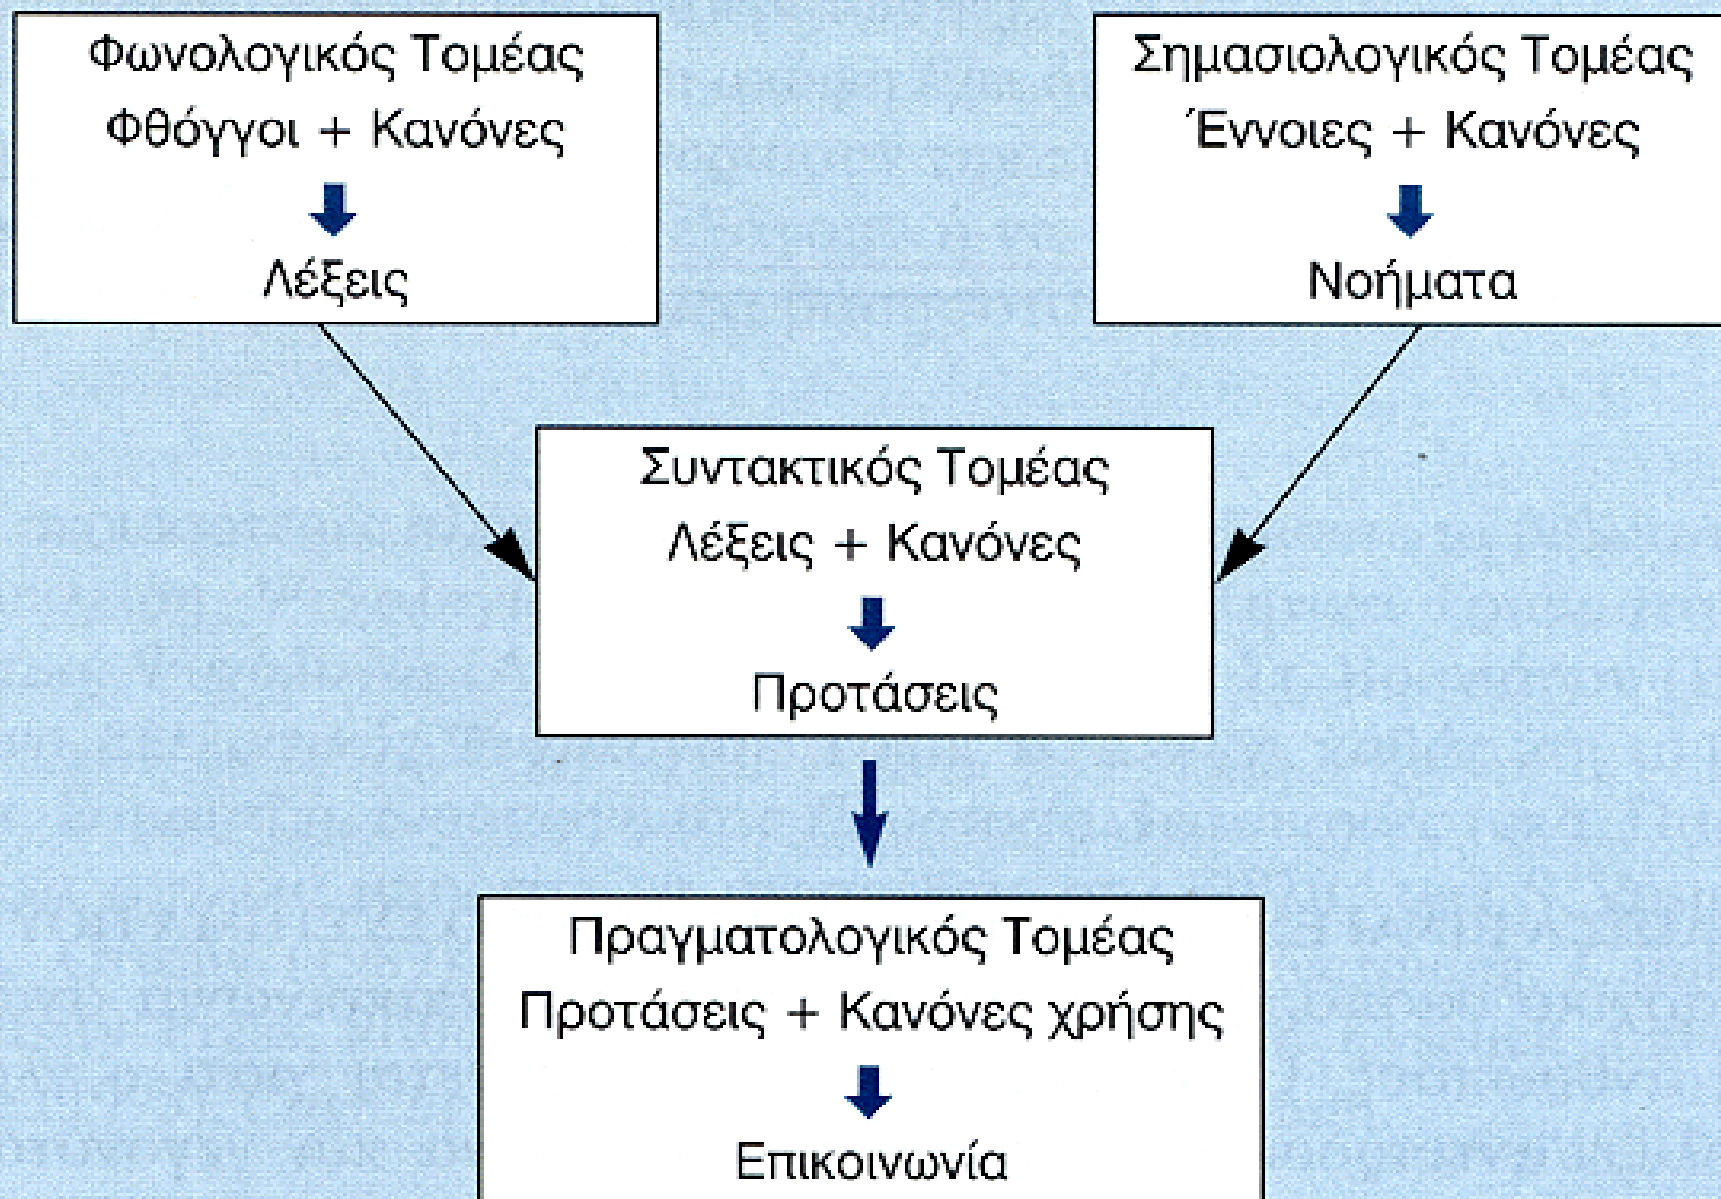 Φωνολογικός Τομέας
Φθόγγοι + Κανόνες
Λέξεις
Σημασιολογικός Τομέας
Έννοιες + Κανόνες
Νοήματα
Συντακτικός Τομέας
Λέξεις + Κανόνες
Προτάσεις
Πραγματολογικός Τομέας
Προτάσεις + Κανόνες χρήσης
Επικοινωνία